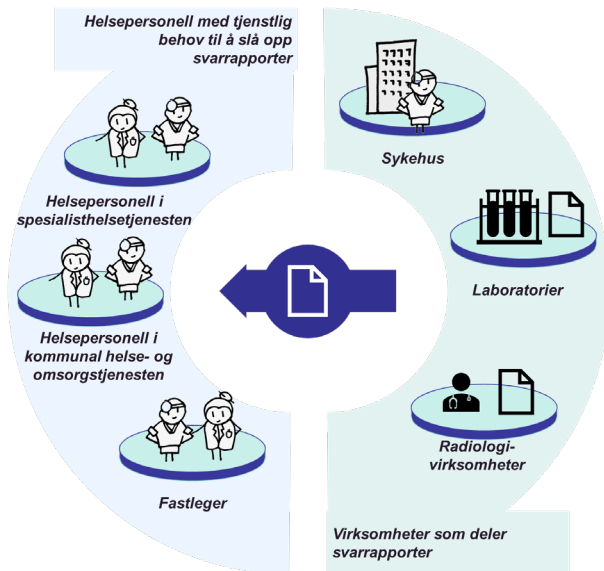 Helsepersonell med tjenstlig
behov til å slå opp
svarrapporter
Helsepersonell i
spesialisthelsetjenesten
Helsepersonell i
kommunal helse- og
omsorgstjenesten
Fastleger
Sykehus
Laboratorier
Radiologi-
virksomheter
Virksomheter som deler
svarrapporter